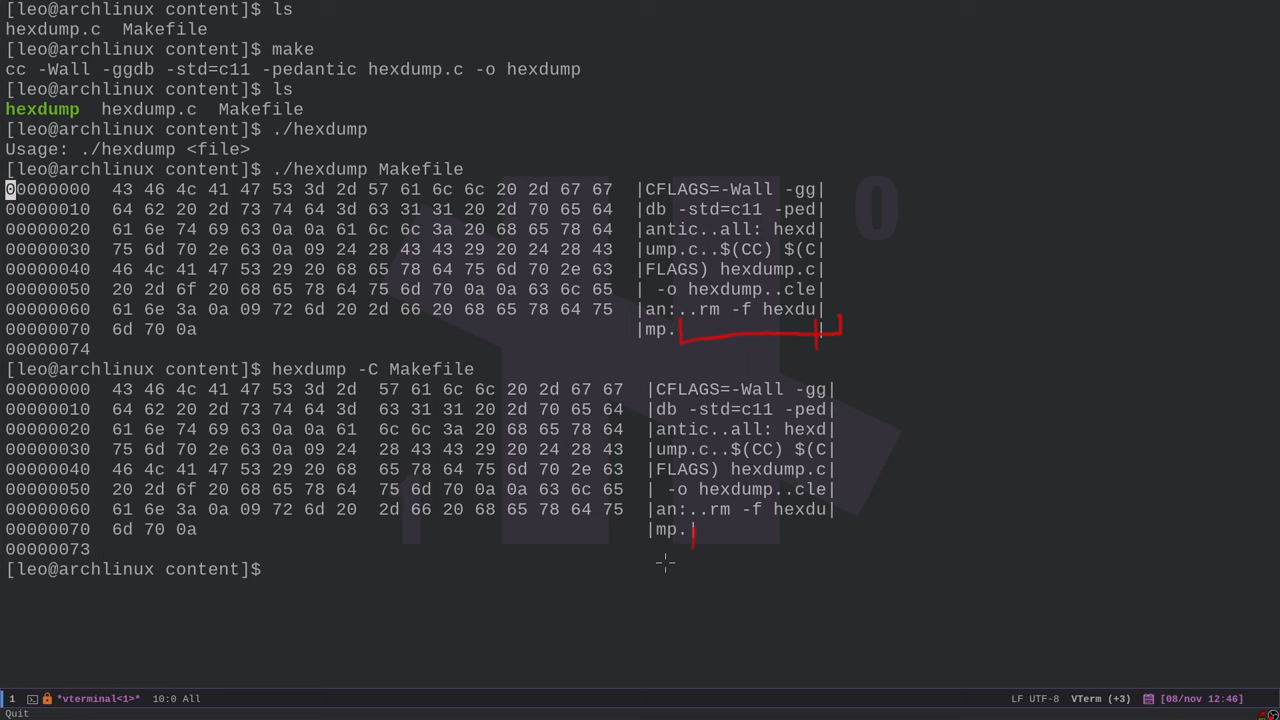 [leo@archlinux content]$ ls
hexdump.c  Makefile
[leo@archlinux content]$ make
cc -Wall -ggdb -std=c11 -pedantic hexdump.c -o hexdump
[leo@archlinux content]$ ls
hexdump  hexdump.c  Makefile
[leo@archlinux content]$ ./hexdump
Usage: ./hexdump <file>
[leo@archlinux content]$ ./hexdump Makefile
00000000  43 46 4c 41 47 53 3d 2d 57 61 6c 6c 20 2d 67 67  |CFLAGS=-Wall -gg|
00000010  64 62 20 2d 73 74 64 3d 63 31 31 20 2d 70 65 64  |db -std=c11 -ped|
00000020  61 6e 74 69 63 0a 0a 61 6c 6c 3a 20 68 65 78 64  |antic..all: hexd|
00000030  75 6d 70 2e 63 0a 09 24 28 43 43 29 20 24 28 43  |ump.c..$(CC) $(C|
00000040  46 4c 41 47 53 29 20 68 65 78 64 75 6d 70 2e 63  |FLAGS) hexdump.c|
00000050  20 2d 6f 20 68 65 78 64 75 6d 70 0a 0a 63 6c 65  | -o hexdump..cle|
00000060  61 6e 3a 0a 09 72 6d 20 2d 66 20 68 65 78 64 75  |an:..rm -f hexdu|
00000070  6d 70 0a                                         |mp.             |
00000074
[leo@archlinux content]$ hexdump -C Makefile
00000000  43 46 4c 41 47 53 3d 2d  57 61 6c 6c 20 2d 67 67  |CFLAGS=-Wall -gg|
00000010  64 62 20 2d 73 74 64 3d  63 31 31 20 2d 70 65 64  |db -std=c11 -ped|
00000020  61 6e 74 69 63 0a 0a 61  6c 6c 3a 20 68 65 78 64  |antic..all: hexd|
00000030  75 6d 70 2e 63 0a 09 24  28 43 43 29 20 24 28 43  |ump.c..$(CC) $(C|
00000040  46 4c 41 47 53 29 20 68  65 78 64 75 6d 70 2e 63  |FLAGS) hexdump.c|
00000050  20 2d 6f 20 68 65 78 64  75 6d 70 0a 0a 63 6c 65  | -o hexdump..cle|
00000060  61 6e 3a 0a 09 72 6d 20  2d 66 20 68 65 78 64 75  |an:..rm -f hexdu|
00000070  6d 70 0a                                          |mp.|
00000073
[leo@archlinux content]$
1 *vterminal<1>* 10:0 All LF UTF-8 VTerm (+3) [08/nov 12:46]
Quit
0